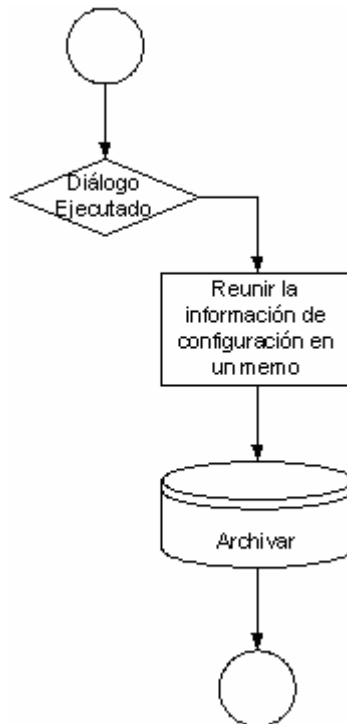 Diálogo
Ejecutado
Reunir la
información de
configuración en
un memo
Archivar